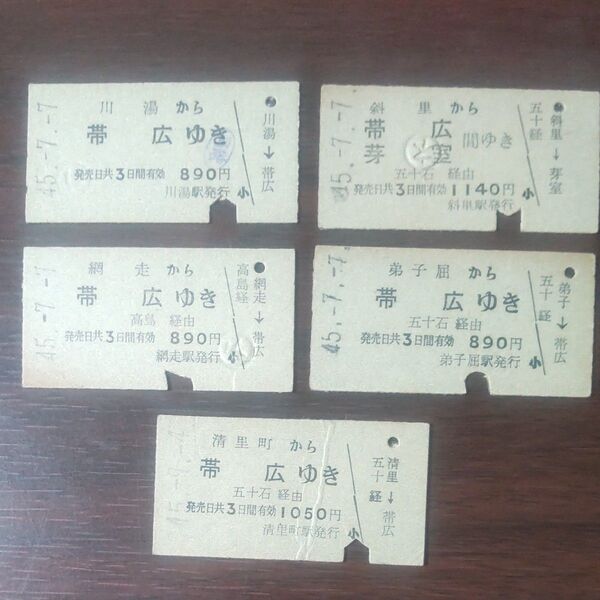 45.-7.-7
川湯から
帯広ゆき
発売日共3日間有効 890円
川湯駅発行 小
川湯→帯広
45.-7.-7
斜里から
帯広
芽室
間ゆき
五十石 経由
発売日共3日間有効 1140円
斜里駅発行 小
五十経
斜里→芽室
45.-7.-7
網走から
帯広ゆき
高島 経由
発売日共3日間有効 890円
網走駅発行 小
高島経
網走→帯広
45.-7.-7
弟子屈から
帯広ゆき
五十石 経由
発売日共3日間有効 890円
弟子屈駅発行 小
五十経
弟子→帯広
清里町から
帯広ゆき
五十石 経由
発売日共3日間有効 1050円
清里町駅発行 小
五十経
清里→帯広